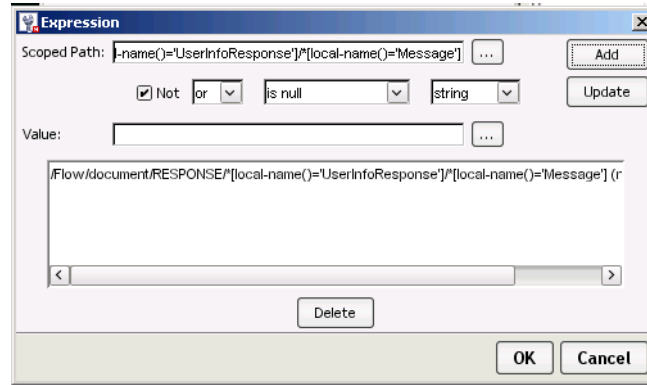 Expression
Scoped Path: l-name()='UserInfoResponse']/*[local-name()='Message'] ... Add
Not or is null string Update
Value: ...
/Flow/document/RESPONSE/*[local-name()='UserInfoResponse']/*[local-name()='Message'] (r
Delete
OK Cancel